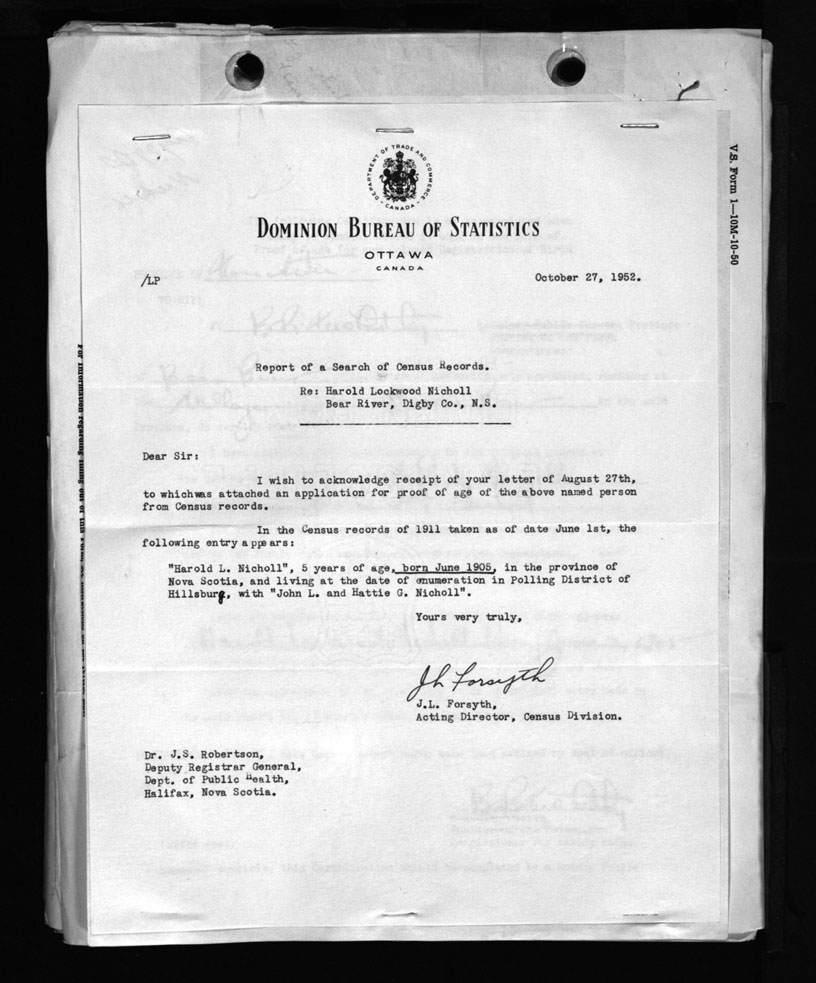 DEPARTMENT OF TRADE AND COMMERCE
CANADA
DOMINION BUREAU OF STATISTICS
OTTAWA
CANADA
/LP
October 27, 1952.
V.S. Form 1—10M-10-50
Report of a Search of Census Records.
Re: Harold Lockwood Nicholl
Bear River, Digby Co., N.S.
Dear Sir:
I wish to acknowledge receipt of your letter of August 27th,
to whichwas attached an application for proof of age of the above named person
from Census records.
In the Census records of 1911 taken as of date June 1st, the
following entry appears:
"Harold L. Nicholl", 5 years of age, born June 1905, in the province of
Nova Scotia, and living at the date of enumeration in Polling District of
Hillsburg, with "John L. and Hattie G. Nicholl".
Yours very truly,
J L Forsyth
J.L. Forsyth,
Acting Director, Census Division.
Dr. J.S. Robertson,
Deputy Registrar General,
Dept. of Public Health,
Halifax, Nova Scotia.